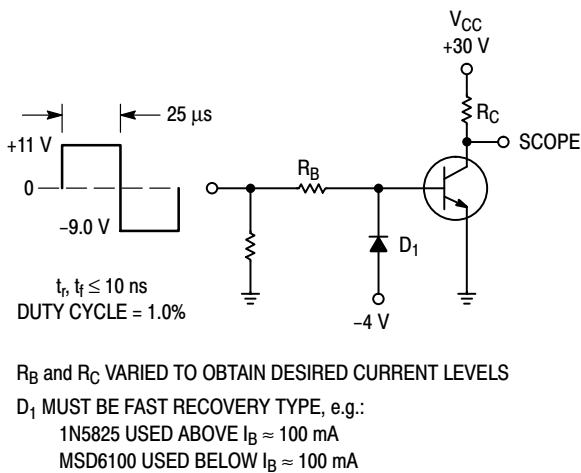 V_CC
+30 V
25 µs
R_C
+11 V
SCOPE
R_B
0
−9.0 V
D₁
t_r, t_f ≤ 10 ns
DUTY CYCLE = 1.0%
−4 V
R_B and R_C VARIED TO OBTAIN DESIRED CURRENT LEVELS
D₁ MUST BE FAST RECOVERY TYPE, e.g.:
1N5825 USED ABOVE I_B ≈ 100 mA
MSD6100 USED BELOW I_B ≈ 100 mA